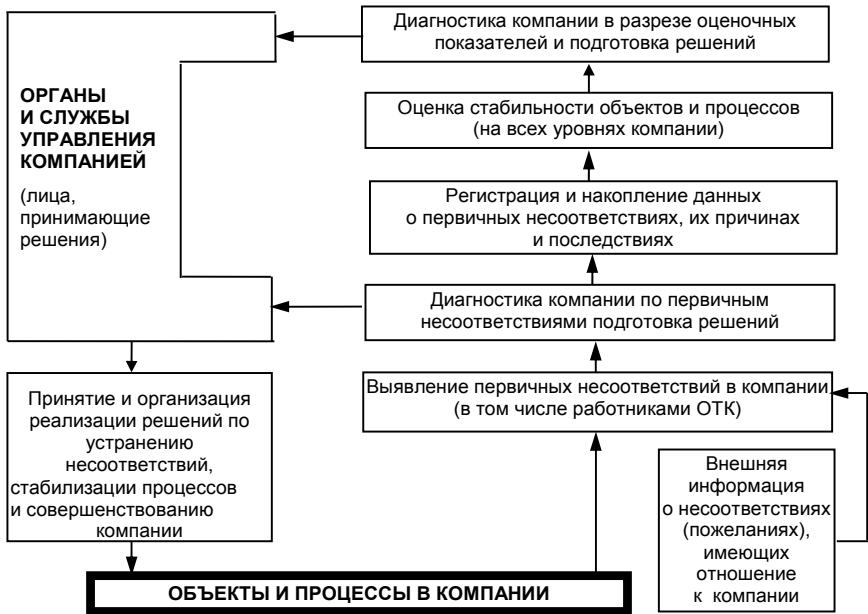 Диагностика компании в разрезе оценочных
показателей и подготовка решений
ОРГАНЫ
И СЛУЖБЫ
УПРАВЛЕНИЯ
КОМПАНИЕЙ
(лица,
принимающие
решения)
Оценка стабильности объектов и процессов
(на всех уровнях компании)
Регистрация и накопление данных
о первичных несоответствиях, их причинах
и последствиях
Диагностика компании по первичным
несоответствиями подготовка решений
Принятие и организация
реализации решений по
устранению
несоответствий,
стабилизации процессов
и совершенствованию
компании
Выявление первичных несоответствий в компании
(в том числе работниками ОТК)
Внешняя
информация
о несоответствиях
(пожеланиях),
имеющих
отношение
к компании
ОБЪЕКТЫ И ПРОЦЕССЫ В КОМПАНИИ